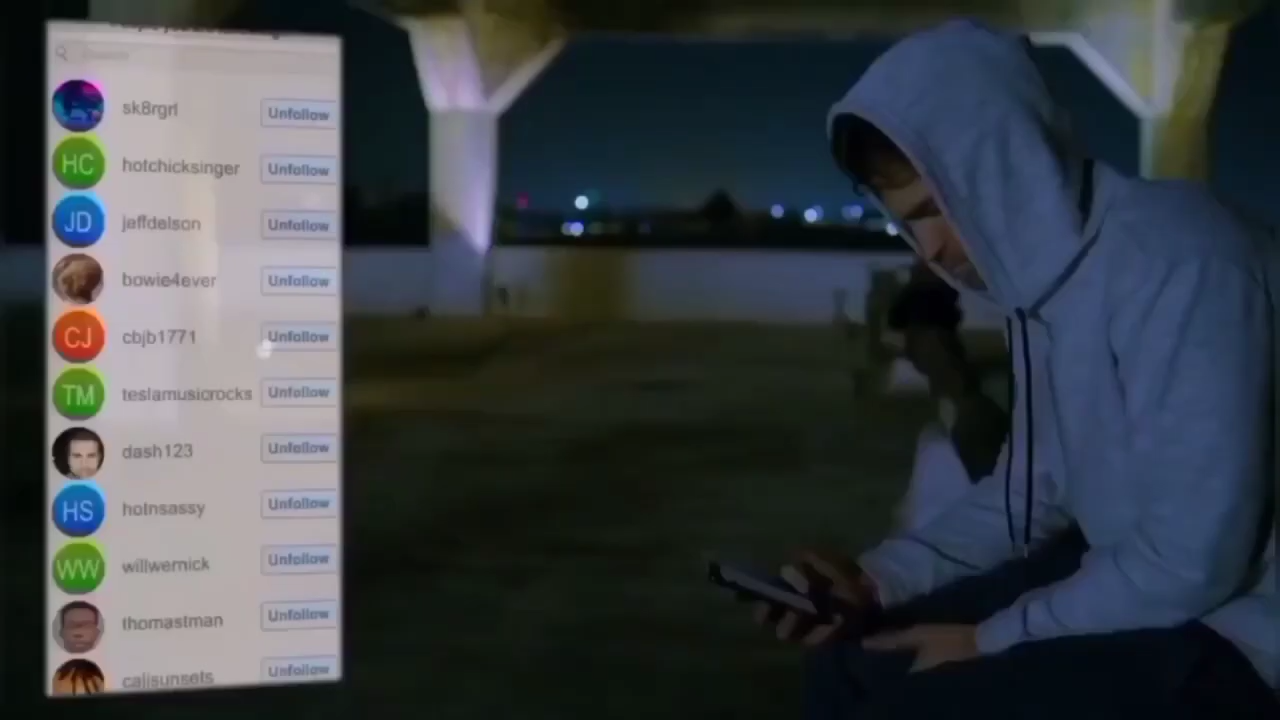 sk8rgrl
Unfollow
HC
hotchicksinger
Unfollow
JD
jeffdelson
Unfollow
bowie4ever
Unfollow
CJ
cbjb1771
Unfollow
TM
teslamusicrocks
Unfollow
dash123
Unfollow
HS
holnsassy
Unfollow
WW
willwernick
Unfollow
thomastman
Unfollow
calisunsets
Unfollow